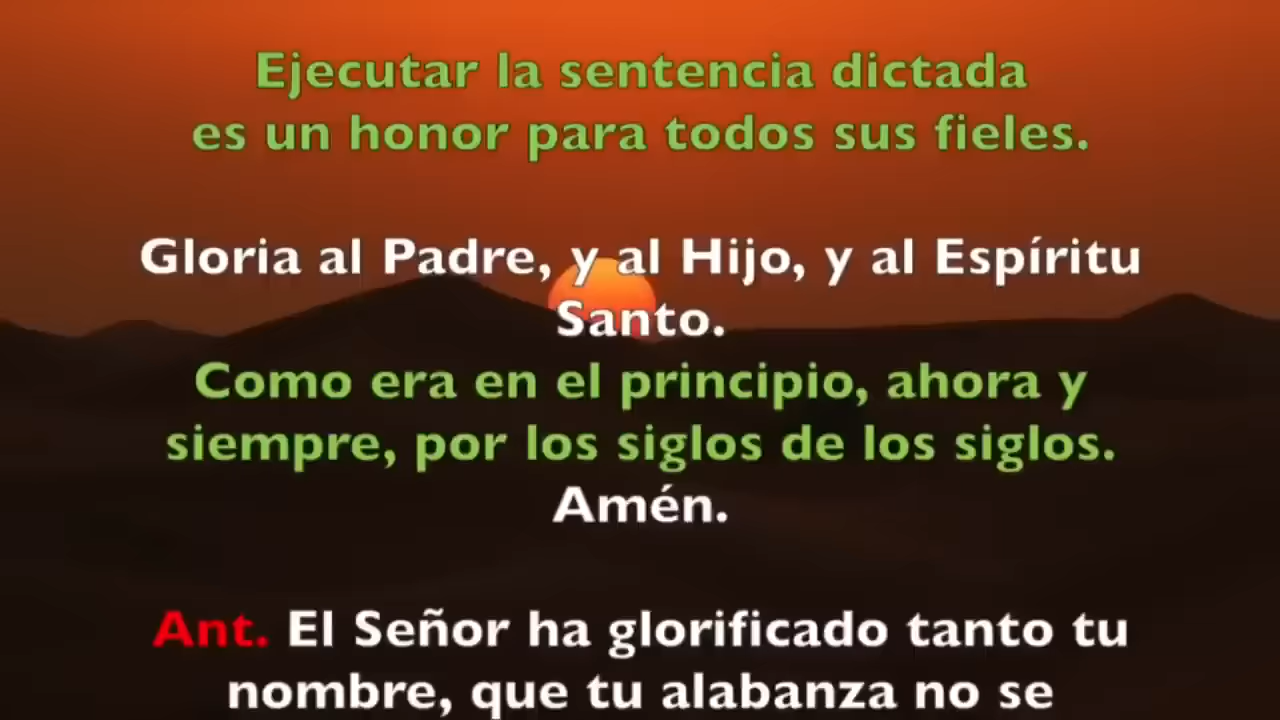 Ejecutar la sentencia dictada
es un honor para todos sus fieles.
Gloria al Padre, y al Hijo, y al Espíritu
Santo.
Como era en el principio, ahora y
siempre, por los siglos de los siglos.
Amén.
Ant. El Señor ha glorificado tanto tu
nombre, que tu alabanza no se